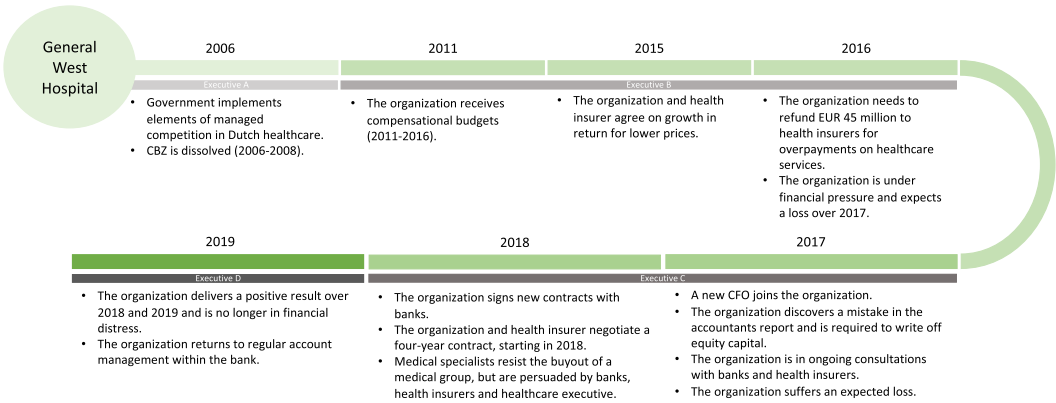 General
West
Hospital
2006
2011
2015
2016
Executive A
Executive B
• Government implements
elements of managed
competition in Dutch healthcare.
• CBZ is dissolved (2006-2008).
• The organization receives
compensational budgets
(2011-2016).
• The organization and health
insurer agree on growth in
return for lower prices.
• The organization needs to
refund EUR 45 million to
health insurers for
overpayments on healthcare
services.
• The organization is under
financial pressure and expects
a loss over 2017.
2019
2018
2017
Executive D
Executive C
• The organization delivers a positive result over
2018 and 2019 and is no longer in financial
distress.
• The organization returns to regular account
management within the bank.
• The organization signs new contracts with
banks.
• The organization and health insurer negotiate a
four-year contract, starting in 2018.
• Medical specialists resist the buyout of a
medical group, but are persuaded by banks,
health insurers and healthcare executive.
• A new CFO joins the organization.
• The organization discovers a mistake in the
accountants report and is required to write off
equity capital.
• The organization is in ongoing consultations
with banks and health insurers.
• The organization suffers an expected loss.